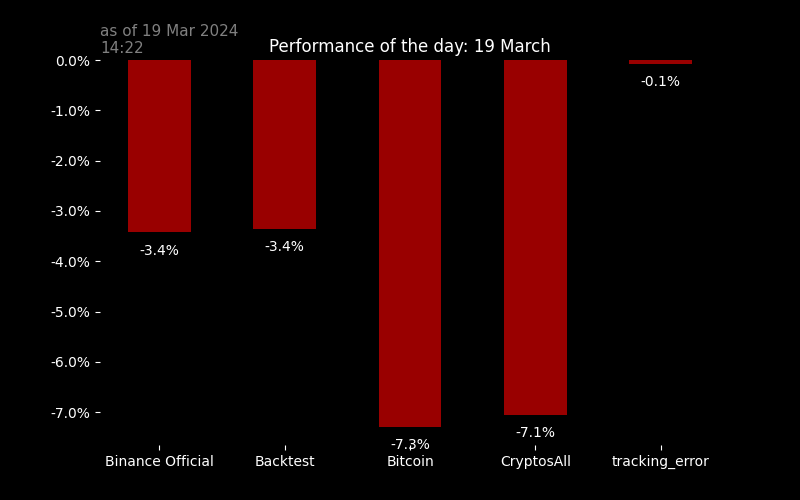 as of 19 Mar 2024
14:22
Performance of the day: 19 March
0.0%
-1.0%
-2.0%
-3.0%
-4.0%
-5.0%
-6.0%
-7.0%
-3.4%
-3.4%
-7.3%
-7.1%
-0.1%
Binance Official
Backtest
Bitcoin
CryptosAll
tracking_error